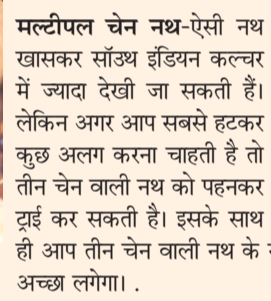 मल्टीपल चेन नथ-ऐसी नथ
खासकर सॉउथ इंडियन कल्चर
में ज्यादा देखी जा सकती हैं।
लेकिन अगर आप सबसे हटकर
कुछ अलग करना चाहती है तो
तीन चेन वाली नथ को पहनकर
ट्राई कर सकती है। इसके साथ
ही आप तीन चेन वाली नथ के
अच्छा लगेगा। .